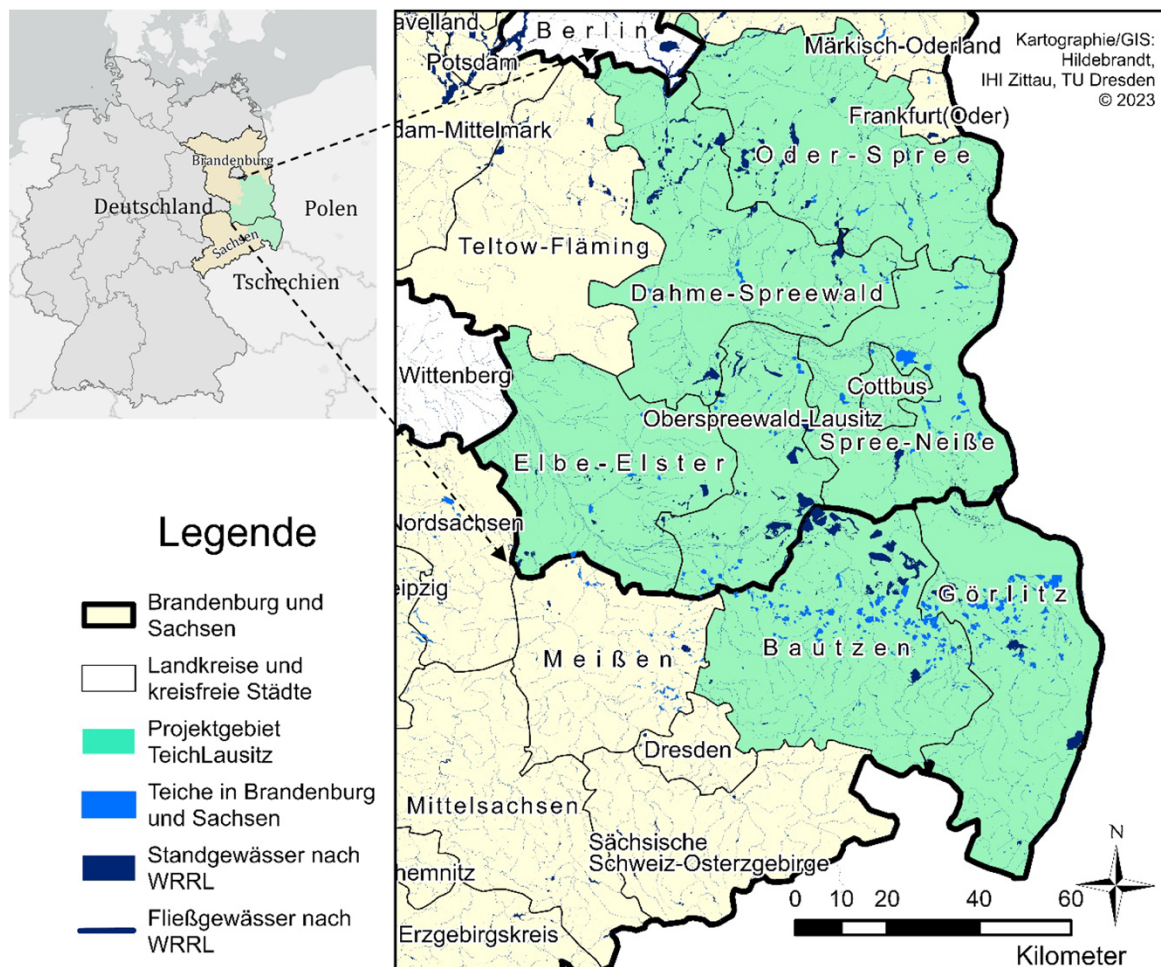 Brandenburg
Deutschland
Polen
Sachsen
Tschechien
Legende
Brandenburg und
Sachsen
Landkreise und
kreisfreie Städte
Projektgebiet
TeichLausitz
Teiche in Brandenburg
und Sachsen
Standgewässer nach
WRRL
Fließgewässer nach
WRRL
avelland
Berlin
Potsdam
Märkisch-Oderland
Kartographie/GIS:
Hildebrandt,
IHI Zittau, TU Dresden
© 2023
dam-Mittelmark
Frankfurt(Oder)
Oder-Spree
Teltow-Fläming
Dahme-Spreewald
Wittenberg
Cottbus
Oberspreewald-Lausitz
Spree-Neiße
Elbe-Elster
Nordsachsen
eipzig
Görlitz
Meißen
Bautzen
Dresden
Mittelsachsen
Sächsische
Schweiz-Osterzgebirge
hemnitz
Erzgebirgskreis
N
0 10 20 40 60
Kilometer